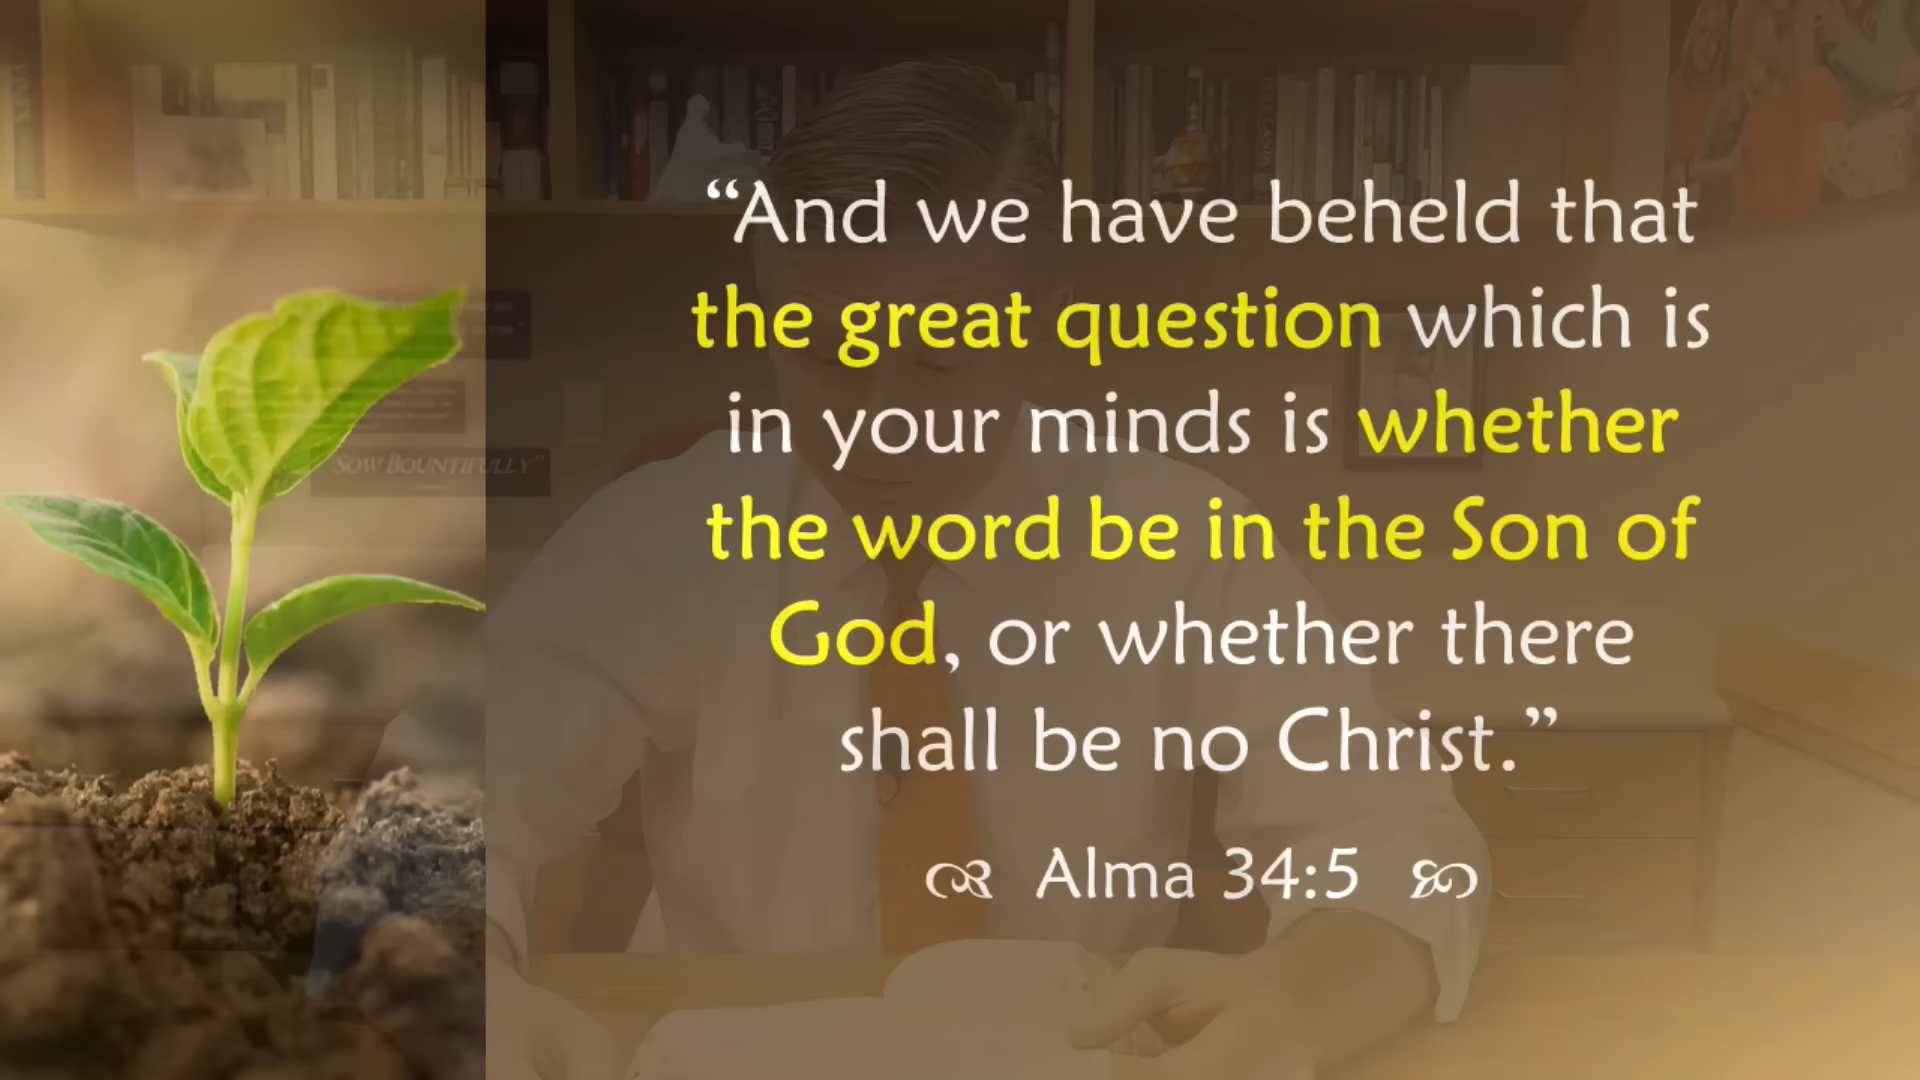 “And we have beheld that
the great question which is
in your minds is whether
the word be in the Son of
God, or whether there
shall be no Christ.”
Alma 34:5
SOW BOUNTIFULLY”